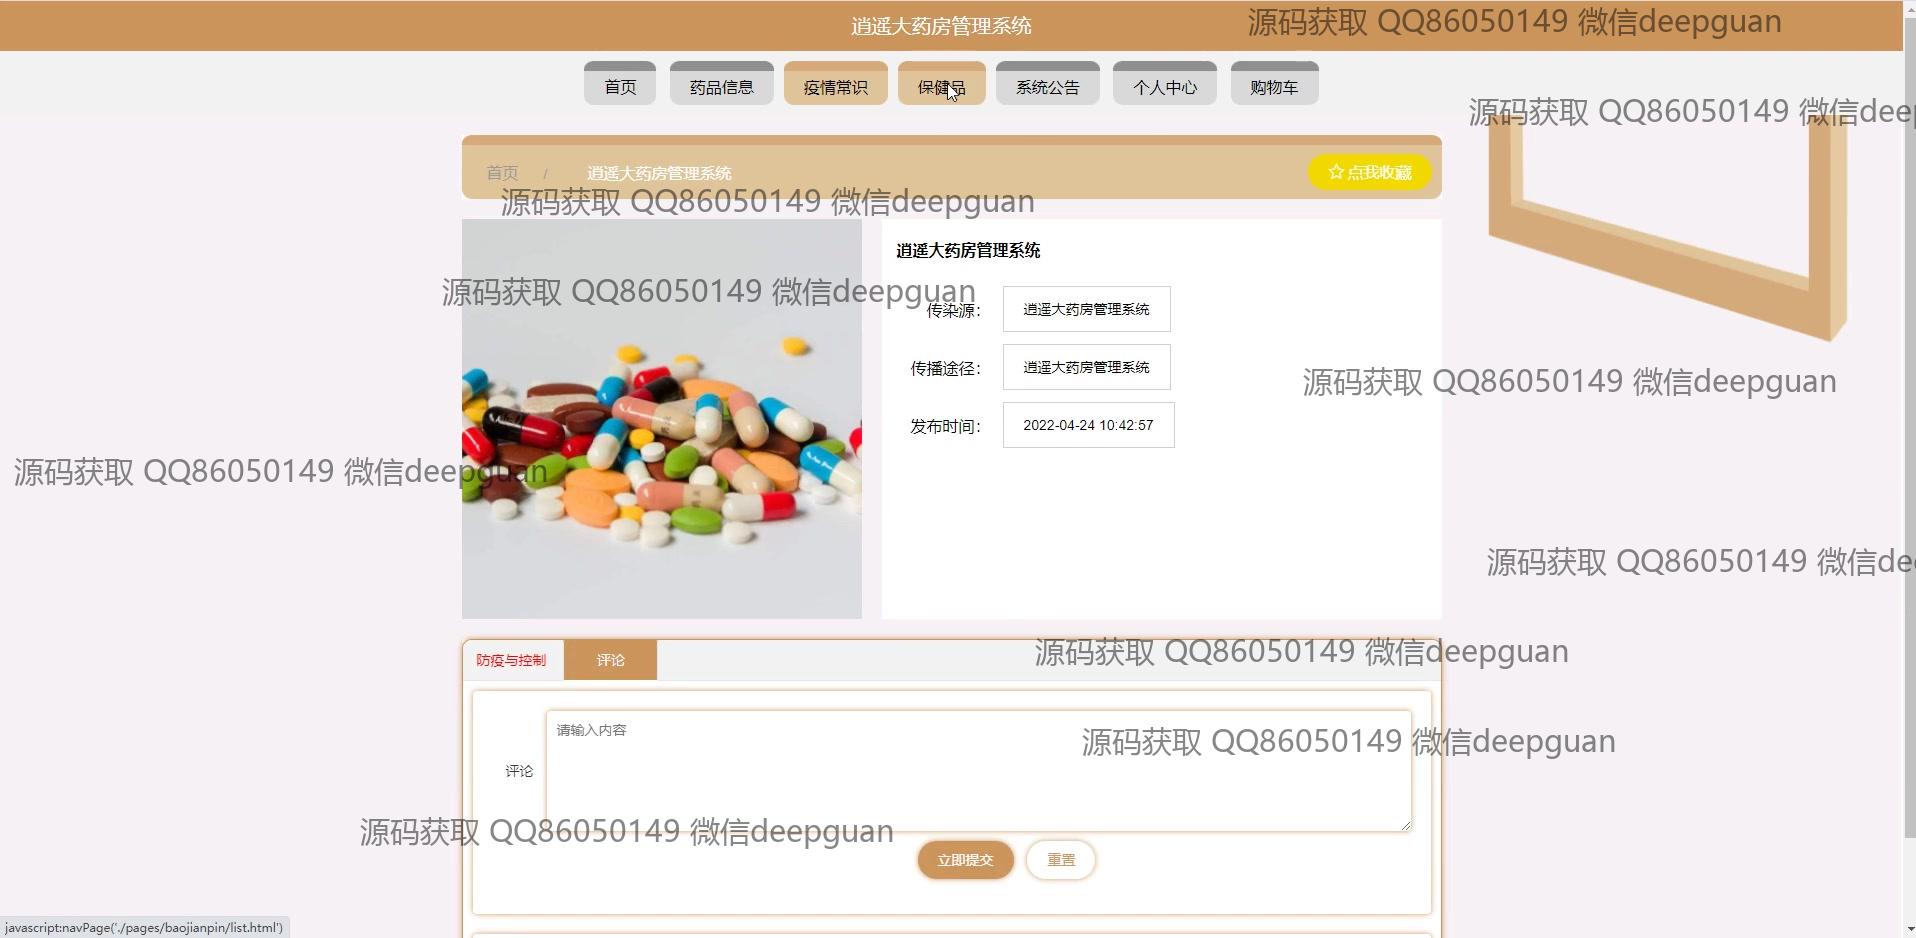 逍遥大药房管理系统
源码获取 QQ86050149 微信deepguan
首页 药品信息 疫情常识 保健品 系统公告 个人中心 购物车
源码获取 QQ86050149 微信deep
首页 / 逍遥大药房管理系统 点我收藏
源码获取 QQ86050149 微信deepguan
逍遥大药房管理系统
源码获取 QQ86050149 微信deepguan
传染源： 逍遥大药房管理系统
传播途径： 逍遥大药房管理系统
源码获取 QQ86050149 微信deepguan
发布时间： 2022-04-24 10:42:57
源码获取 QQ86050149 微信deepguan
源码获取 QQ86050149 微信de
源码获取 QQ86050149 微信deepguan
防疫与控制 评论
请输入内容
源码获取 QQ86050149 微信deepguan
评论
源码获取 QQ86050149 微信deepguan
立即提交 重置
javascript:navPage('./pages/baojianpin/list.html')